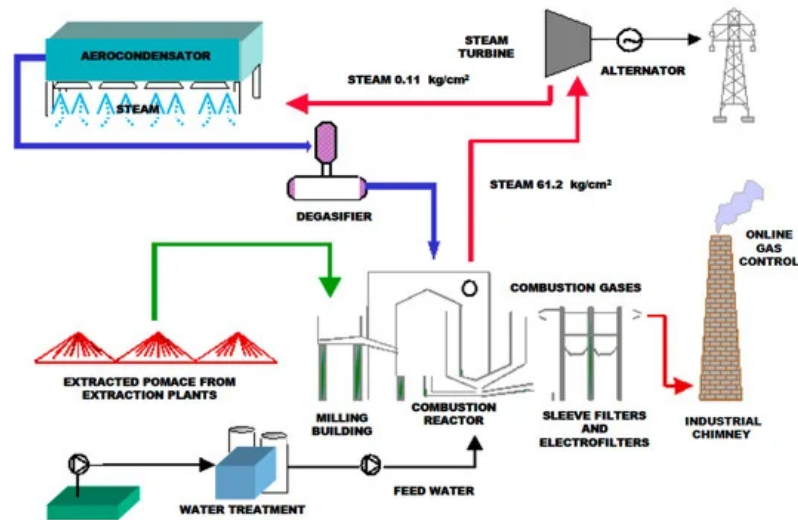 AEROCONDENSATOR
STEAM
STEAM
TURBINE
ALTERNATOR
STEAM 0.11 kg/cm²
STEAM 61.2 kg/cm²
DEGASIFIER
ONLINE
GAS
CONTROL
COMBUSTION GASES
EXTRACTED POMACE FROM
EXTRACTION PLANTS
MILLING
BUILDING
COMBUSTION
REACTOR
SLEEVE FILTERS
AND
ELECTROFILTERS
INDUSTRIAL
CHIMNEY
WATER TREATMENT
FEED WATER